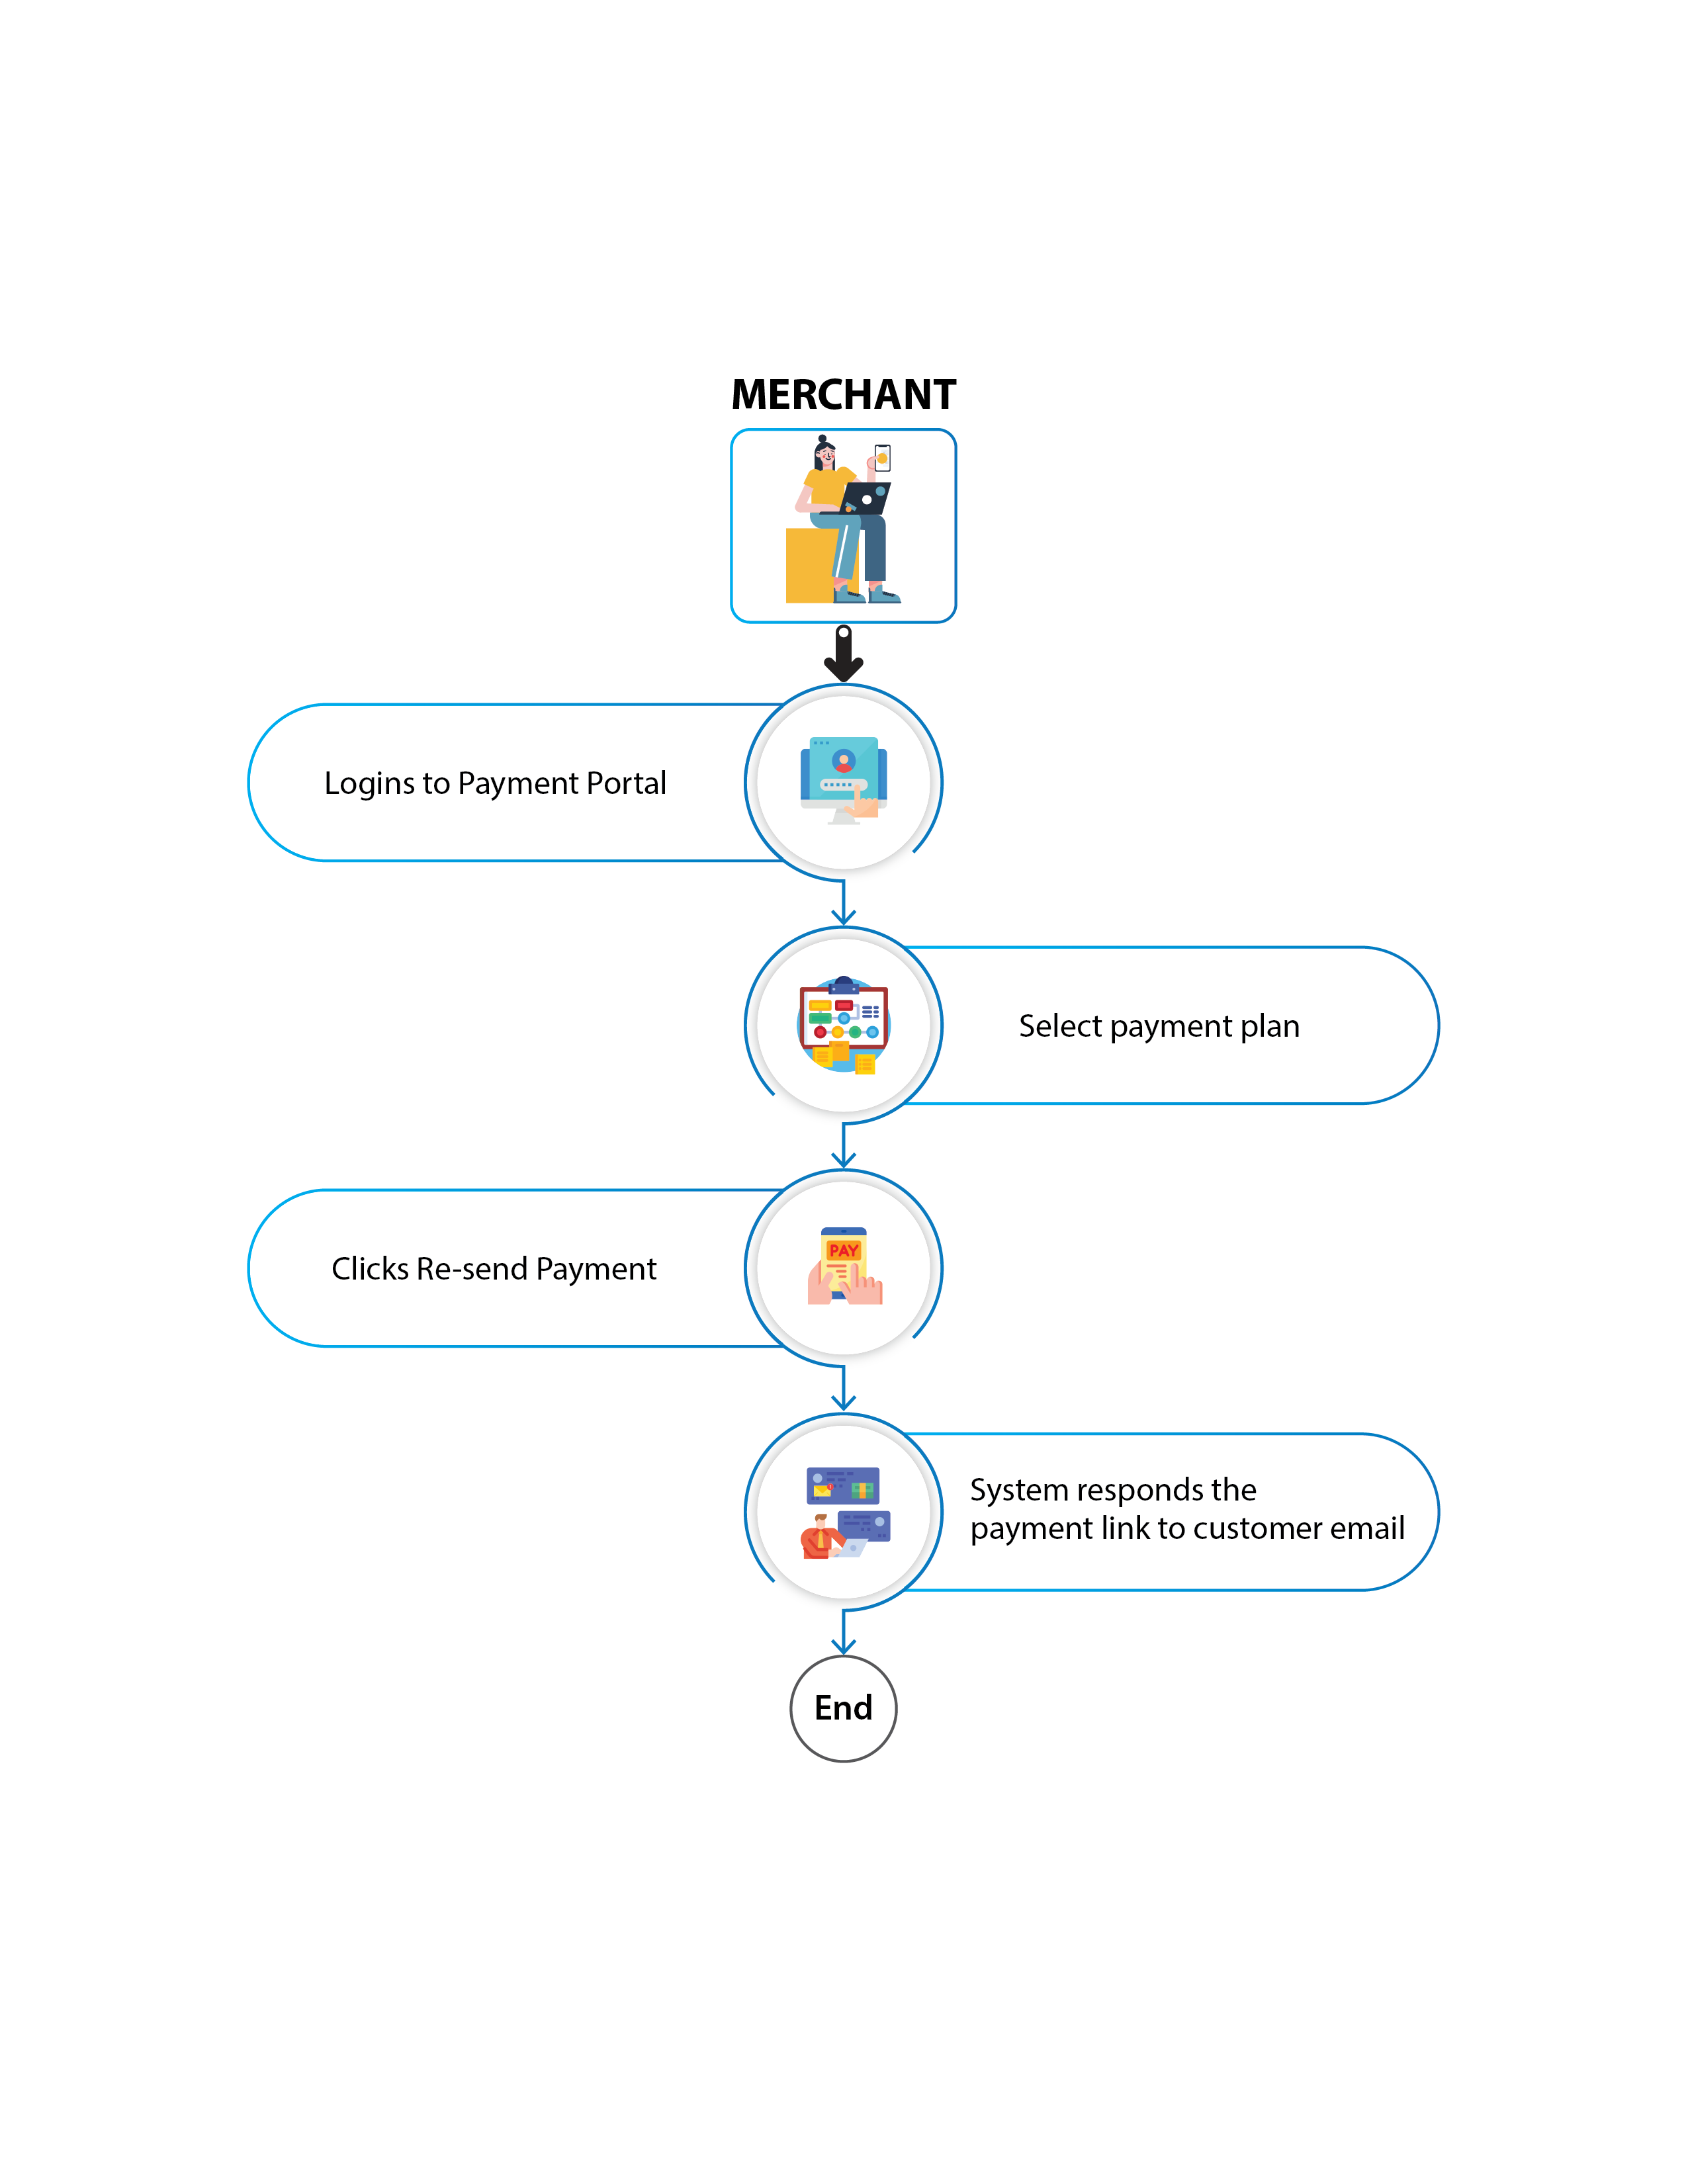 MERCHANT
Logins to Payment Portal
Select payment plan
PAY
Clicks Re-send Payment
System responds the
payment link to customer email
End